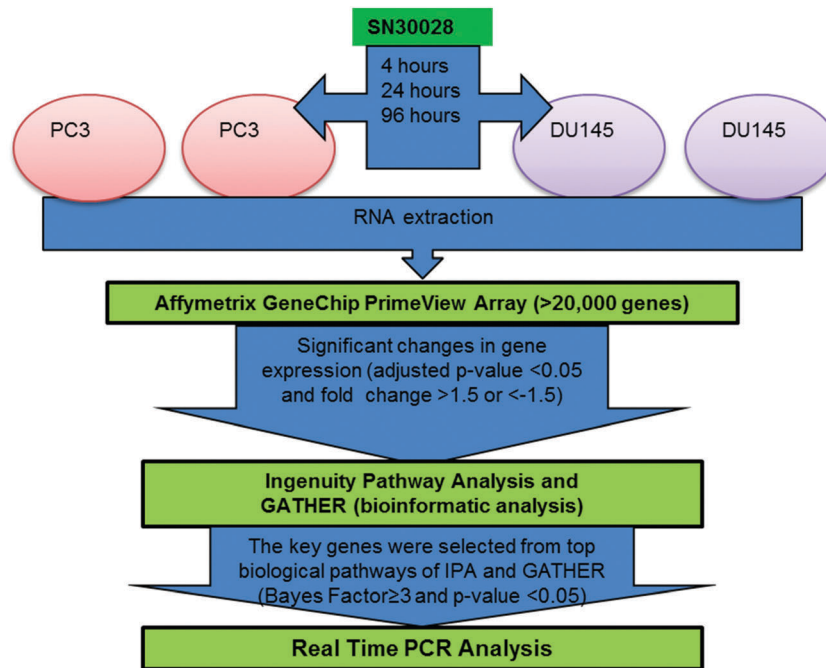 SN30028
4 hours
24 hours
96 hours
PC3
PC3
DU145
DU145
RNA extraction
Affymetrix GeneChip PrimeView Array (>20,000 genes)
Significant changes in gene
expression (adjusted p-value <0.05
and fold change >1.5 or <-1.5)
Ingenuity Pathway Analysis and
GATHER (bioinformatic analysis)
The key genes were selected from top
biological pathways of IPA and GATHER
(Bayes Factor≥3 and p-value <0.05)
Real Time PCR Analysis